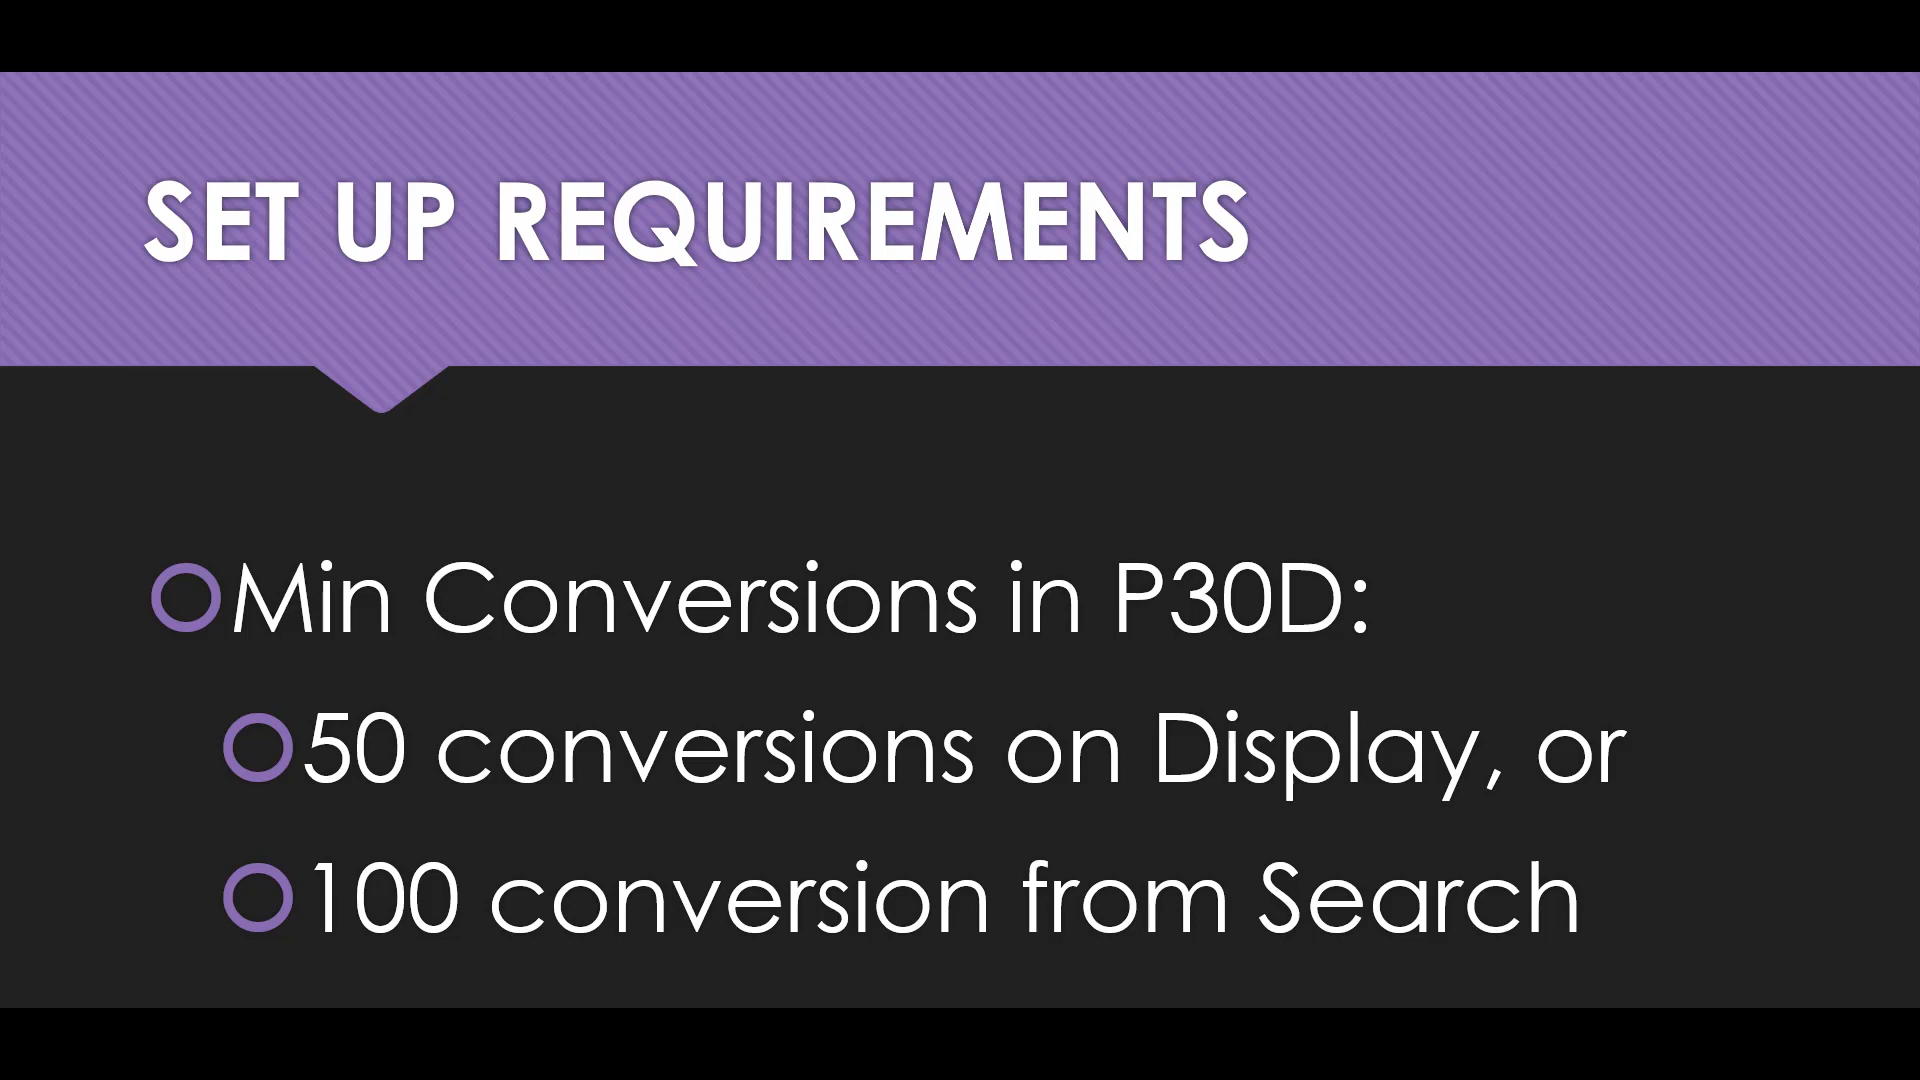 SET UP REQUIREMENTS
Min Conversions in P30D:
50 conversions on Display, or
100 conversion from Search